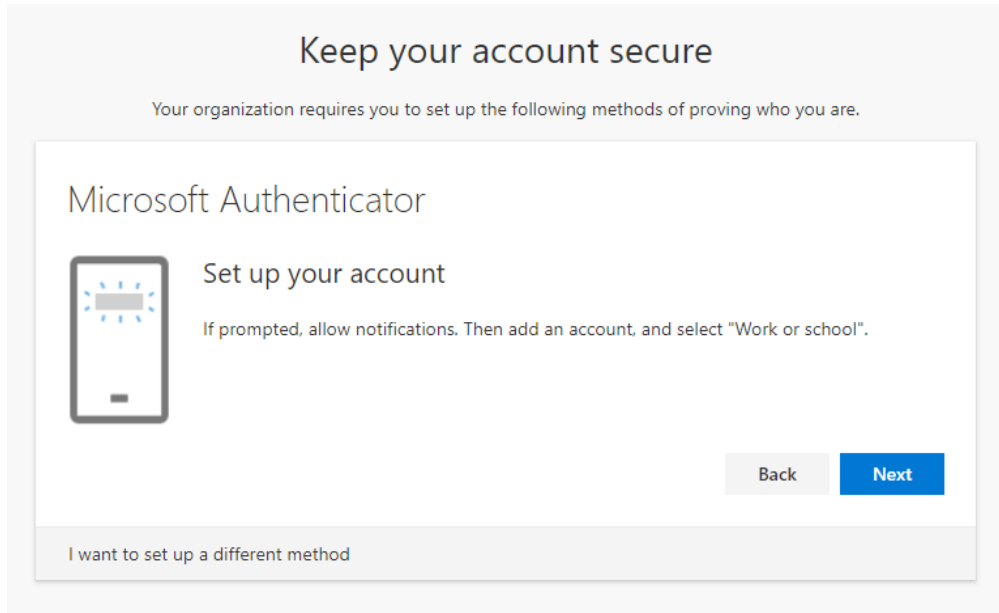 Keep your account secure
Your organization requires you to set up the following methods of proving who you are.
Microsoft Authenticator
Set up your account
If prompted, allow notifications. Then add an account, and select "Work or school".
Back
Next
I want to set up a different method